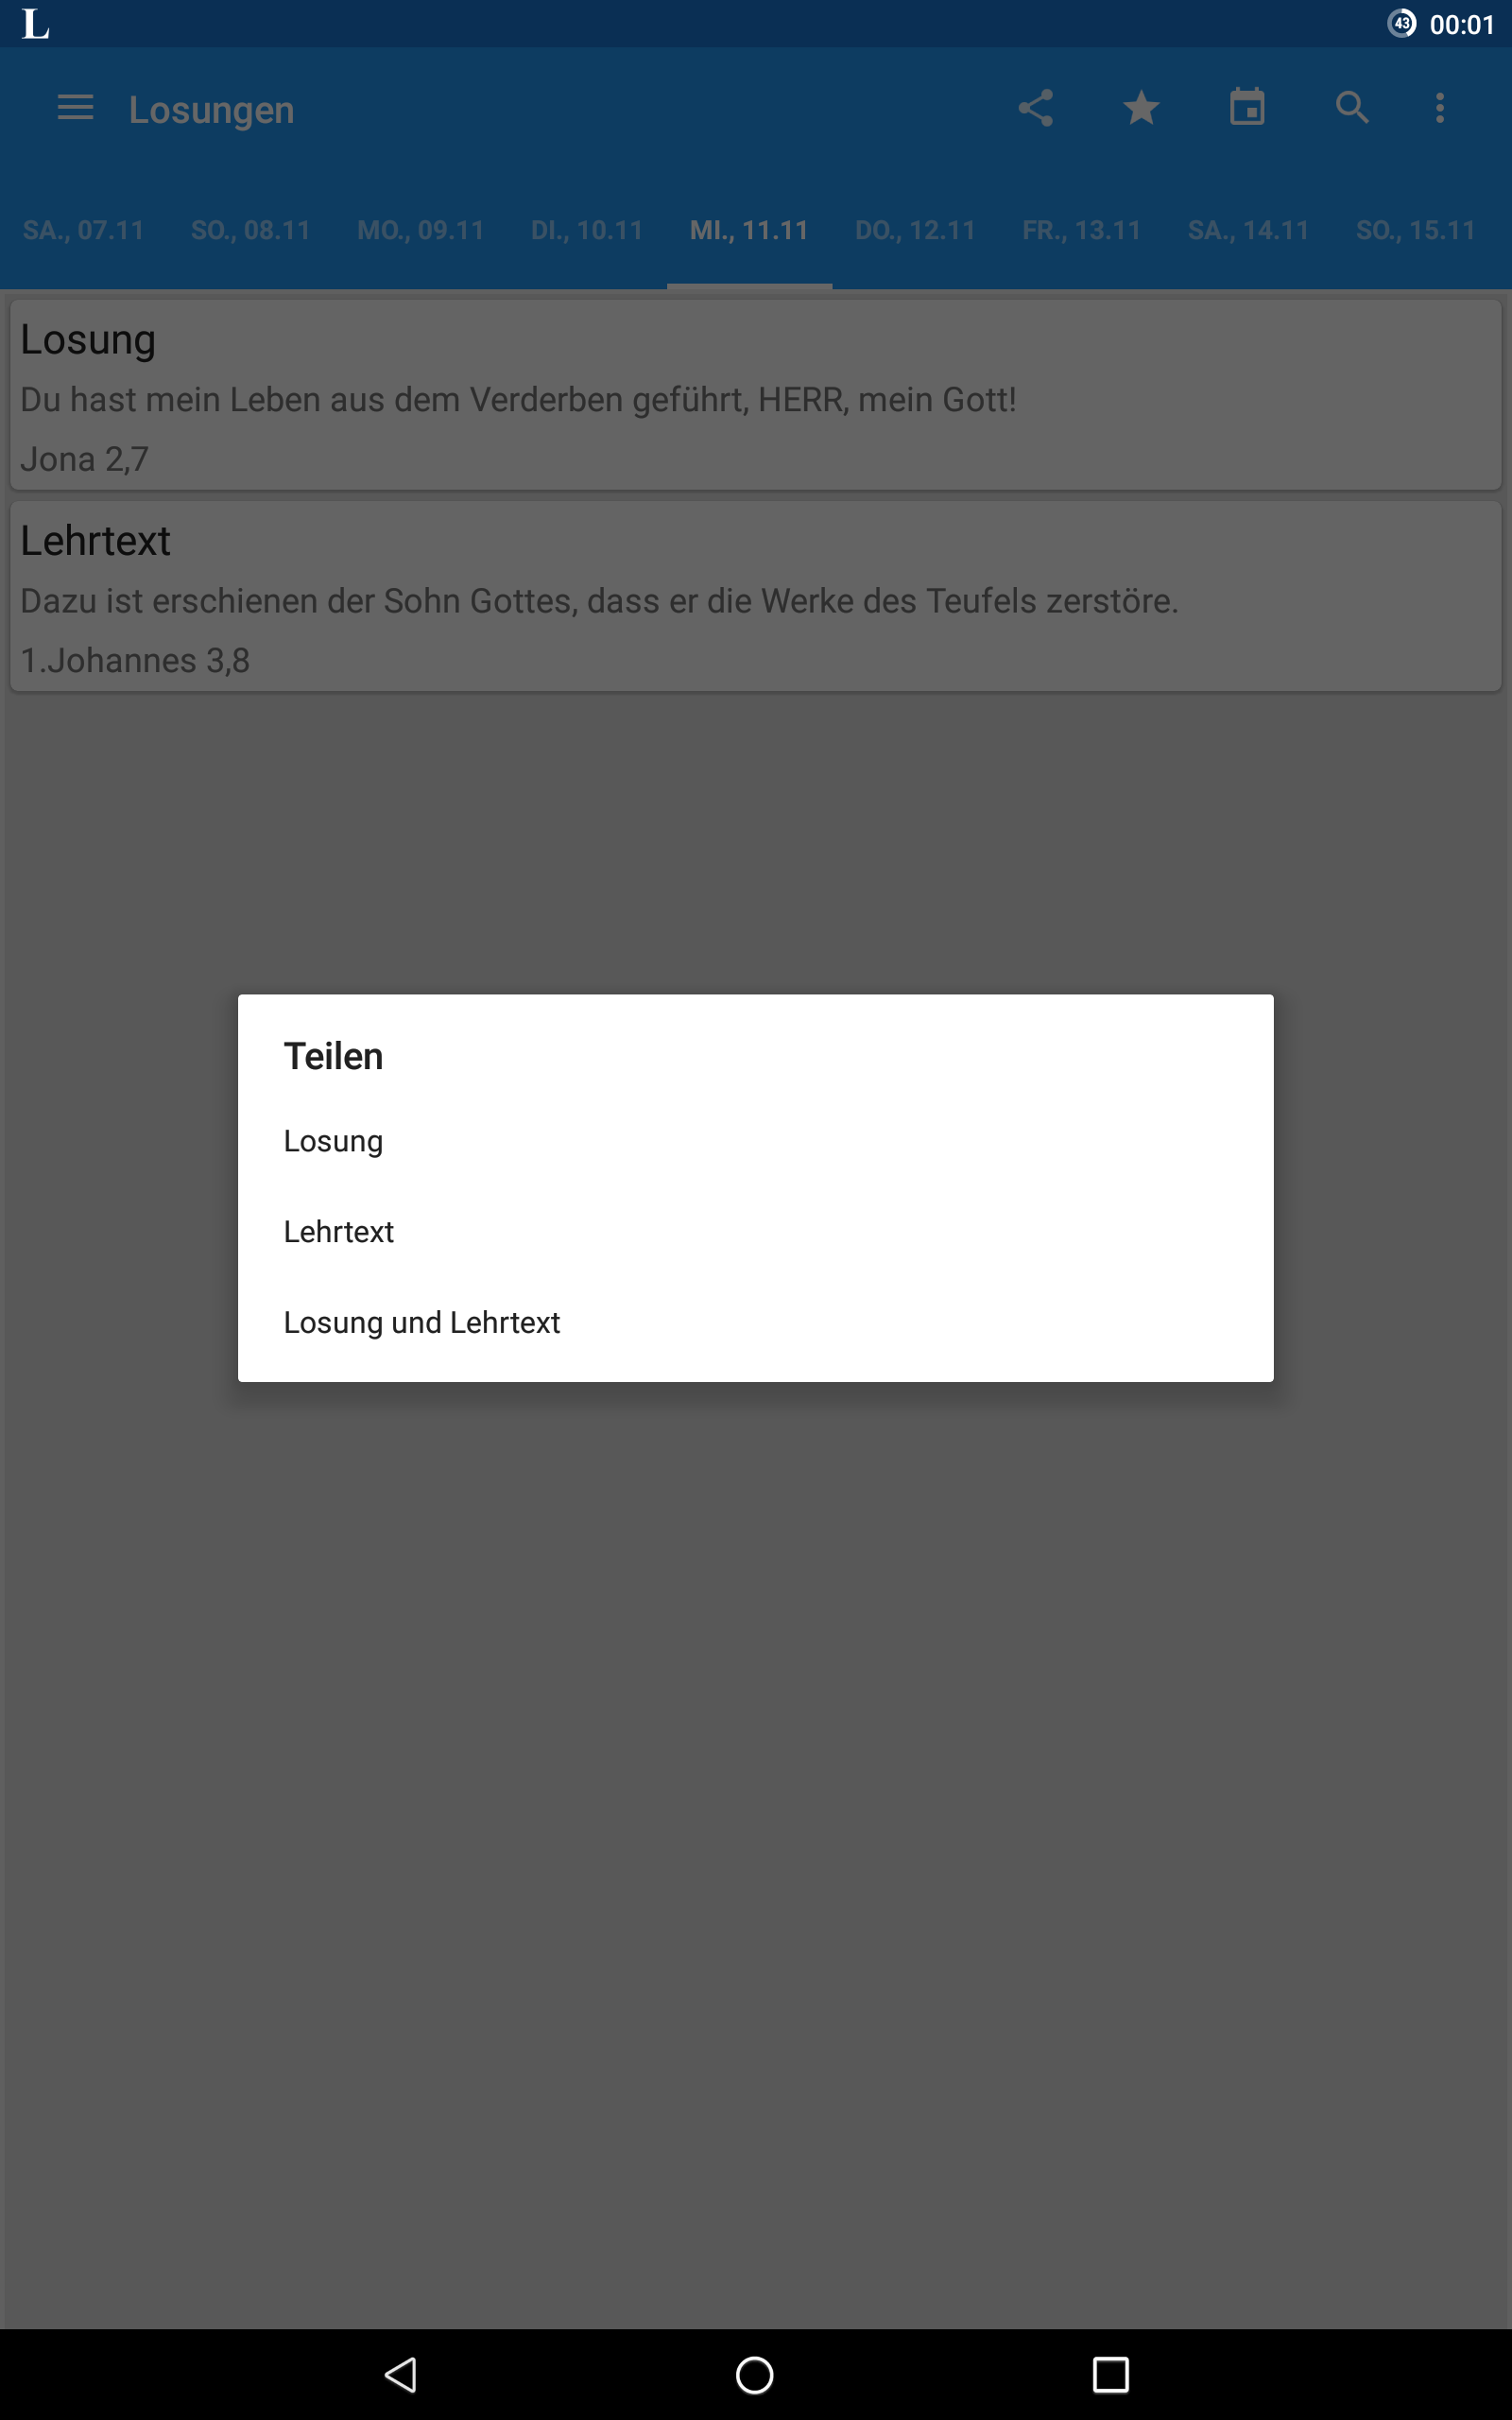 L
43 00:01
Losungen
SA., 07.11 SO., 08.11 MO., 09.11 DI., 10.11 MI., 11.11 DO., 12.11 FR., 13.11 SA., 14.11 SO., 15.11
Losung
Du hast mein Leben aus dem Verderben geführt, HERR, mein Gott!
Jona 2,7
Lehrtext
Dazu ist erschienen der Sohn Gottes, dass er die Werke des Teufels zerstöre.
1.Johannes 3,8
Teilen
Losung
Lehrtext
Losung und Lehrtext